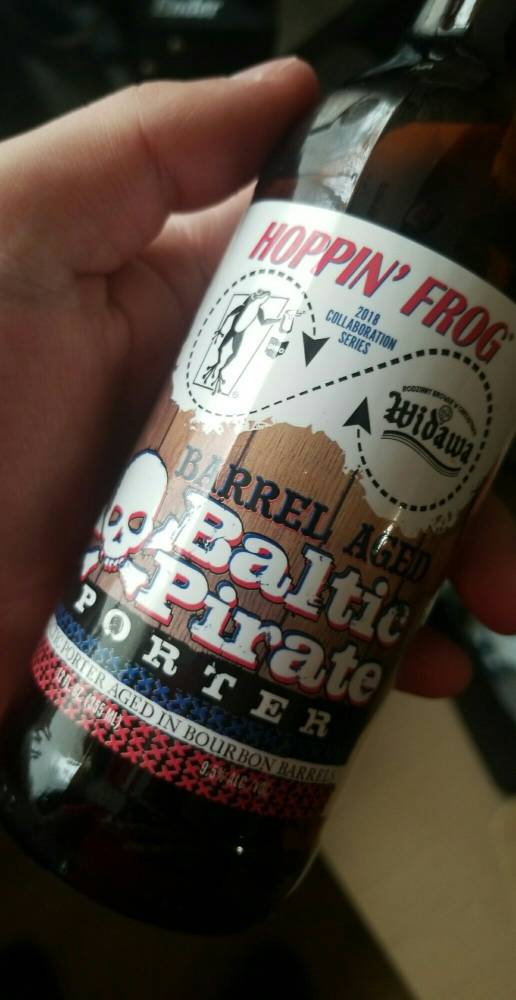 HOPPIN' FROG
2018
COLLABORATION
SERIES
Widawa
BARREL AGED
Baltic
Pirate
PORTER
PORTER AGED IN BOURBON BARRELS